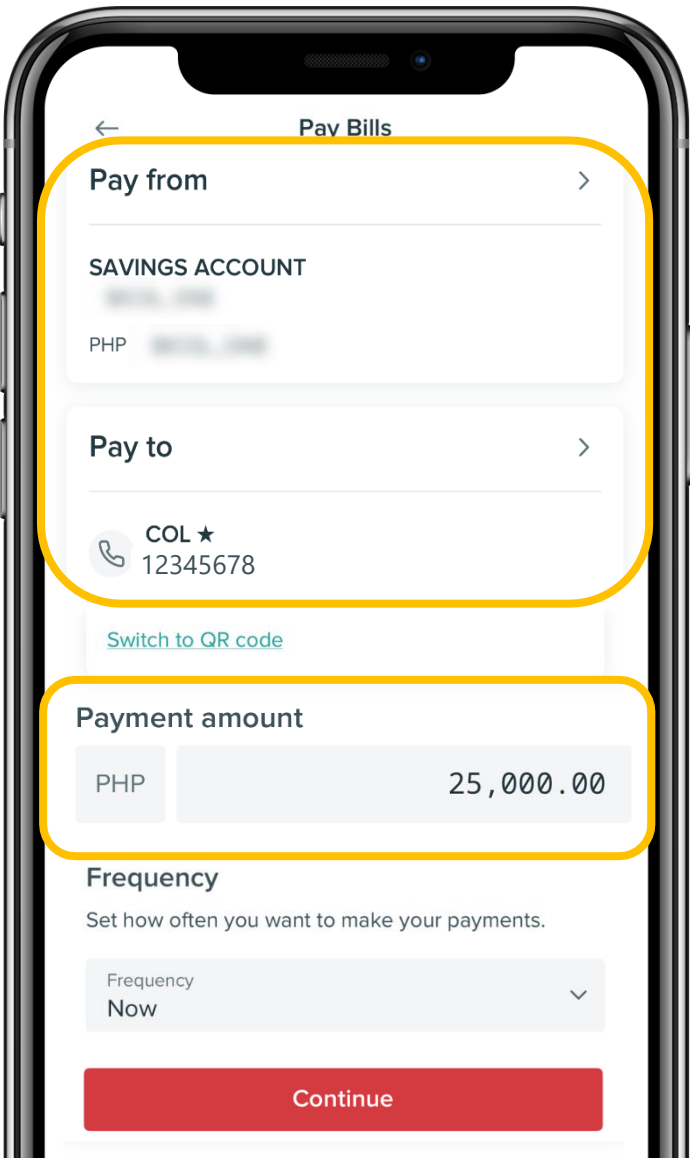 Pay Bills
Pay from
SAVINGS ACCOUNT
PHP
Pay to
COL ★
12345678
Switch to QR code
Payment amount
PHP 25,000.00
Frequency
Set how often you want to make your payments.
Frequency
Now
Continue